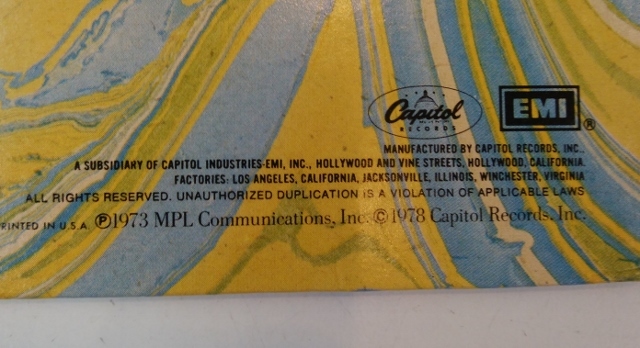 Capitol
RECORDS
EMI ®
MANUFACTURED BY CAPITOL RECORDS, INC.,
A SUBSIDIARY OF CAPITOL INDUSTRIES-EMI, INC., HOLLYWOOD AND VINE STREETS, HOLLYWOOD, CALIFORNIA.
FACTORIES: LOS ANGELES, CALIFORNIA, JACKSONVILLE, ILLINOIS, WINCHESTER, VIRGINIA
ALL RIGHTS RESERVED. UNAUTHORIZED DUPLICATION IS A VIOLATION OF APPLICABLE LAWS
PRINTED IN U.S.A. ℗1973 MPL Communications, Inc. ©1978 Capitol Records, Inc.